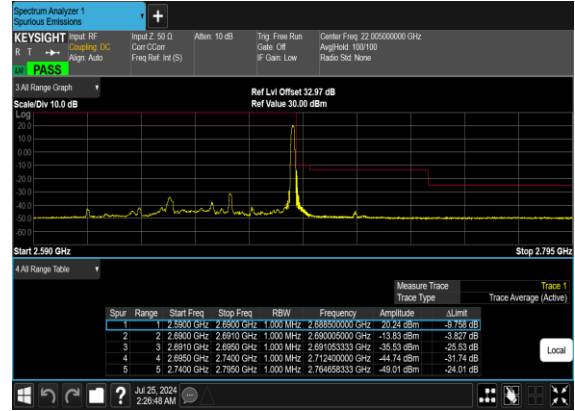 Spectrum Analyzer 1
Spurious Emissions
KEYSIGHT Input: RF Input Z: 50 Ω Atten: 10 dB Trig: Free Run Center Freq: 22.005000000 GHz
R T Coupling: DC Corr CCorr Gate: Off Avg|Hold: 100/100
Align: Auto Freq Ref: Int (S) IF Gain: Low Radio Std: None
PASS
3 All Range Graph
Ref Lvl Offset 32.97 dB
Scale/Div 10.0 dB Ref Value 30.00 dBm
Log
20.0
10.0
0.00
-10.0
-20.0
-30.0
-40.0
-50.0
-60.0
Start 2.590 GHz Stop 2.795 GHz
4 All Range Table
Measure Trace Trace 1
Trace Type Trace Average (Active)
Spur Range Start Freq Stop Freq RBW Frequency Amplitude ΔLimit
1 1 2.5900 GHz 2.6900 GHz 1.000 MHz 2.688500000 GHz 20.24 dBm -9.758 dB
2 2 2.6900 GHz 2.6910 GHz 1.000 MHz 2.690005000 GHz -13.83 dBm -3.827 dB
3 3 2.6910 GHz 2.6950 GHz 1.000 MHz 2.691053333 GHz -35.53 dBm -25.53 dB
4 4 2.6950 GHz 2.7400 GHz 1.000 MHz 2.712400000 GHz -44.74 dBm -31.74 dB
5 5 2.7400 GHz 2.7950 GHz 1.000 MHz 2.764658333 GHz -49.01 dBm -24.01 dB
Local
Jul 25, 2024
2:26:48 AM